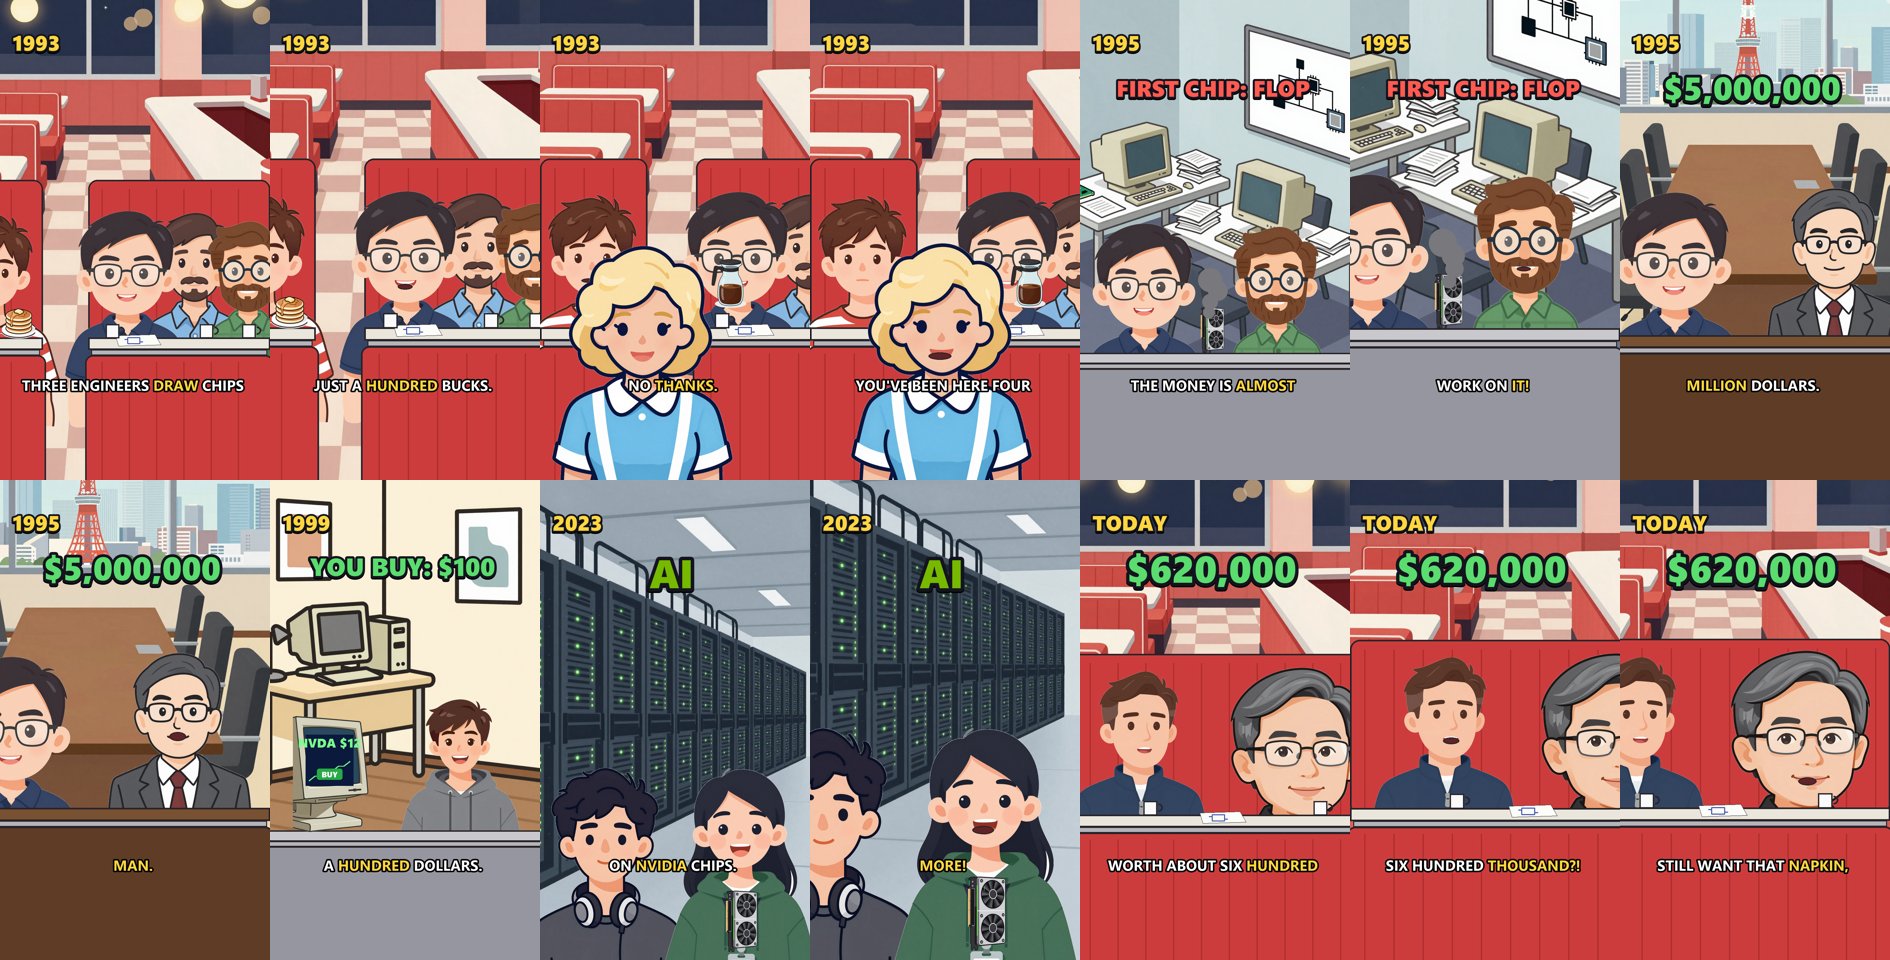 1993
THREE ENGINEERS DRAW CHIPS
1993
JUST A HUNDRED BUCKS.
1993
NO THANKS.
1993
YOU'VE BEEN HERE FOUR
1995
FIRST CHIP: FLOP
THE MONEY IS ALMOST
1995
FIRST CHIP: FLOP
WORK ON IT!
1995
$5,000,000
MILLION DOLLARS.
1995
$5,000,000
MAN.
1999
YOU BUY: $100
NVDA $12
BUY
A HUNDRED DOLLARS.
2023
AI
ON NVIDIA CHIPS.
2023
AI
MORE!
TODAY
$620,000
WORTH ABOUT SIX HUNDRED
TODAY
$620,000
SIX HUNDRED THOUSAND?!
TODAY
$620,000
STILL WANT THAT NAPKIN,